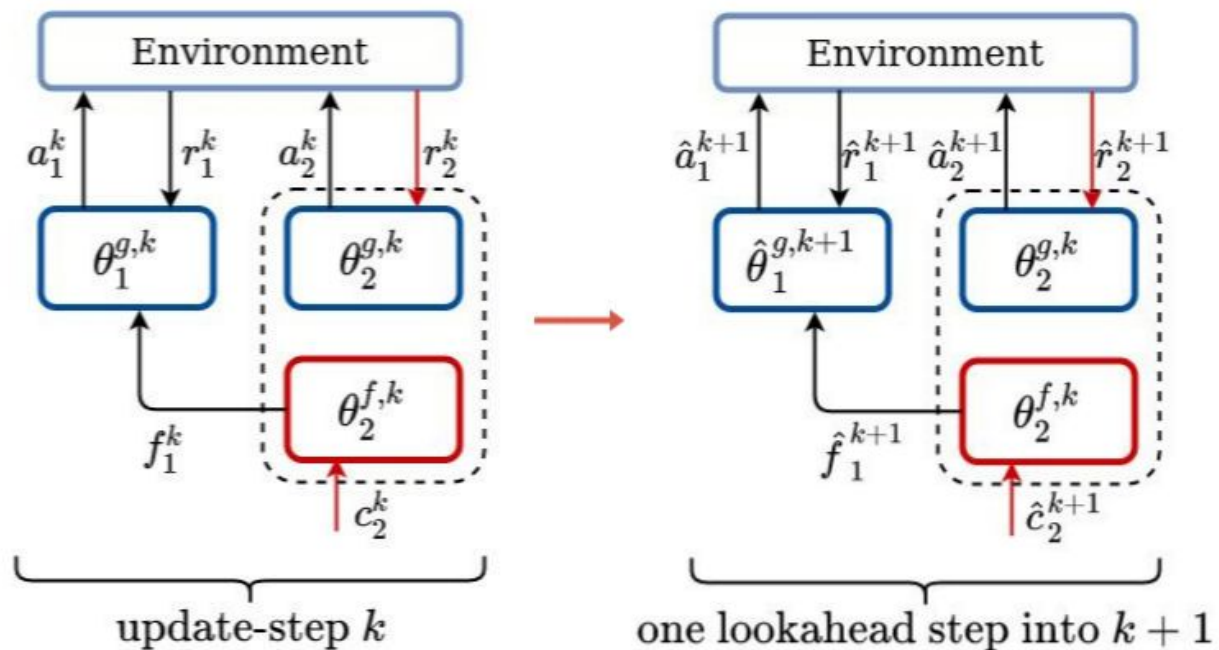 Environment
Environment
a_1^k
r_1^k
a_2^k
r_2^k
â_1^{k+1}
r̂_1^{k+1}
â_2^{k+1}
r̂_2^{k+1}
θ_1^{g,k}
θ_2^{g,k}
θ̂_1^{g,k+1}
θ_2^{g,k}
θ_2^{f,k}
θ_2^{f,k}
f_1^k
f̂_1^{k+1}
c_2^k
ĉ_2^{k+1}
update-step k
one lookahead step into k + 1